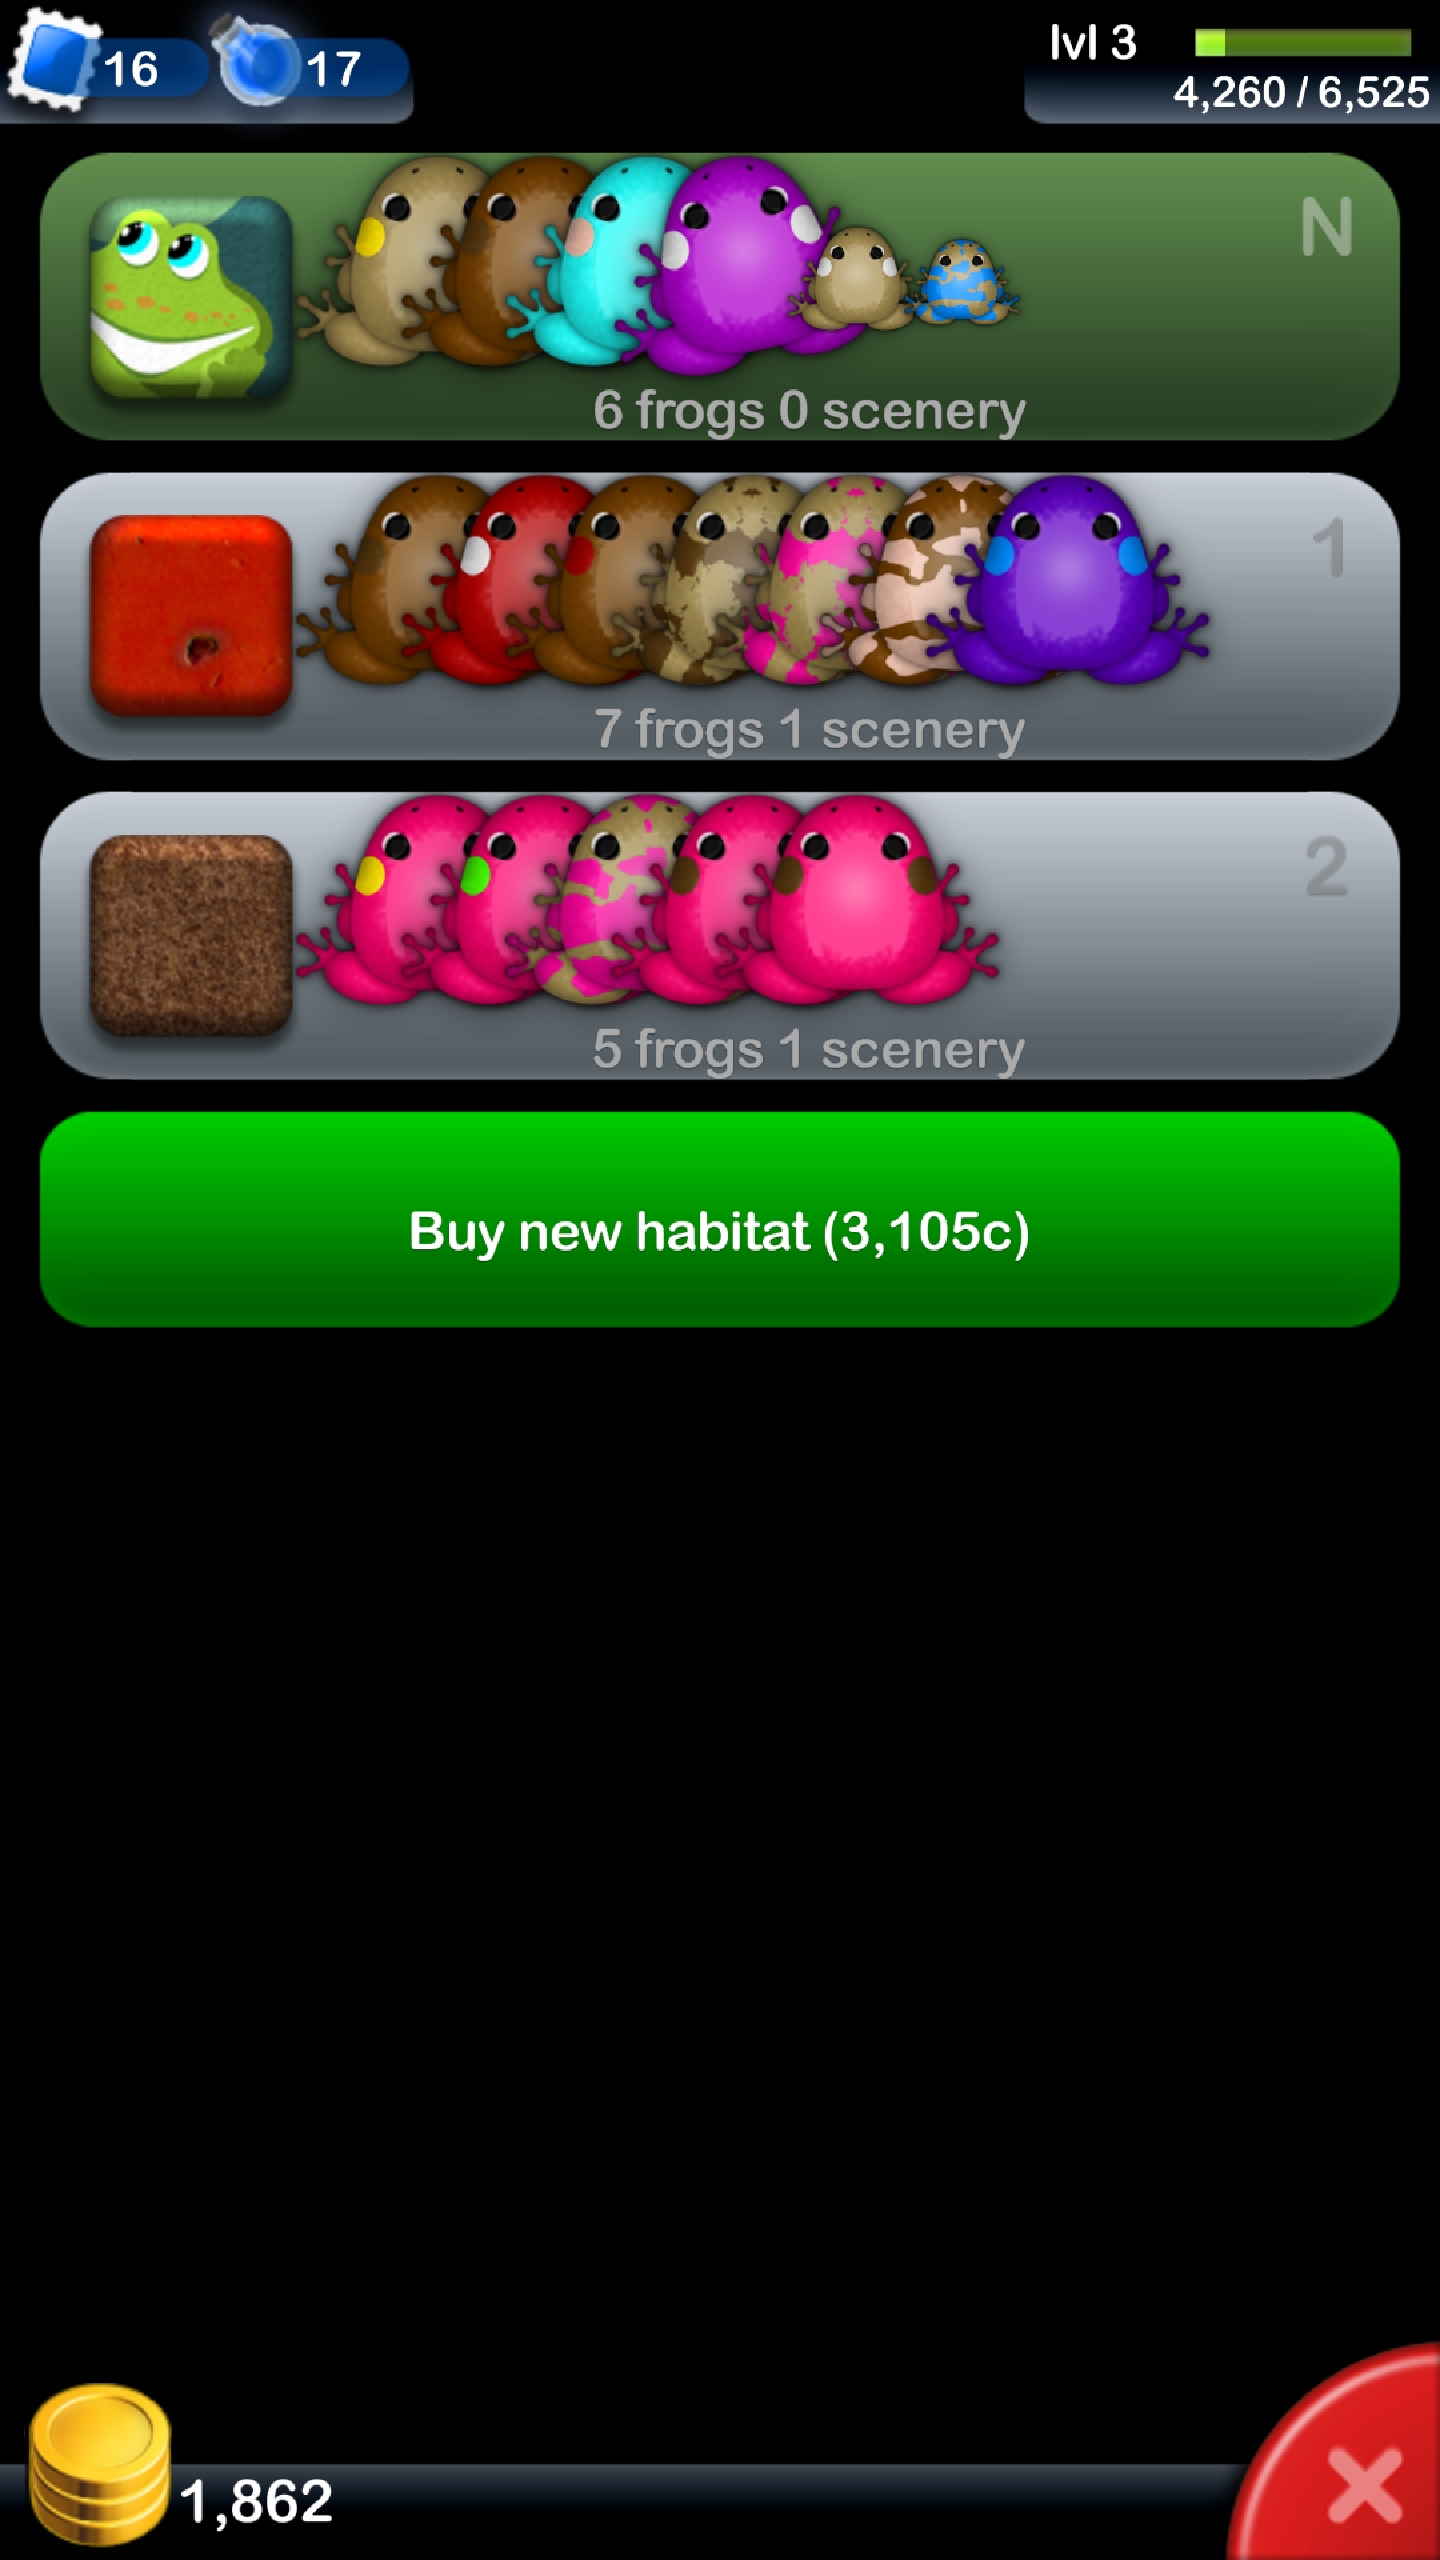 16 17 lvl 3
4,260 / 6,525
N
6 frogs 0 scenery
1
7 frogs 1 scenery
2
5 frogs 1 scenery
Buy new habitat (3,105c)
1,862